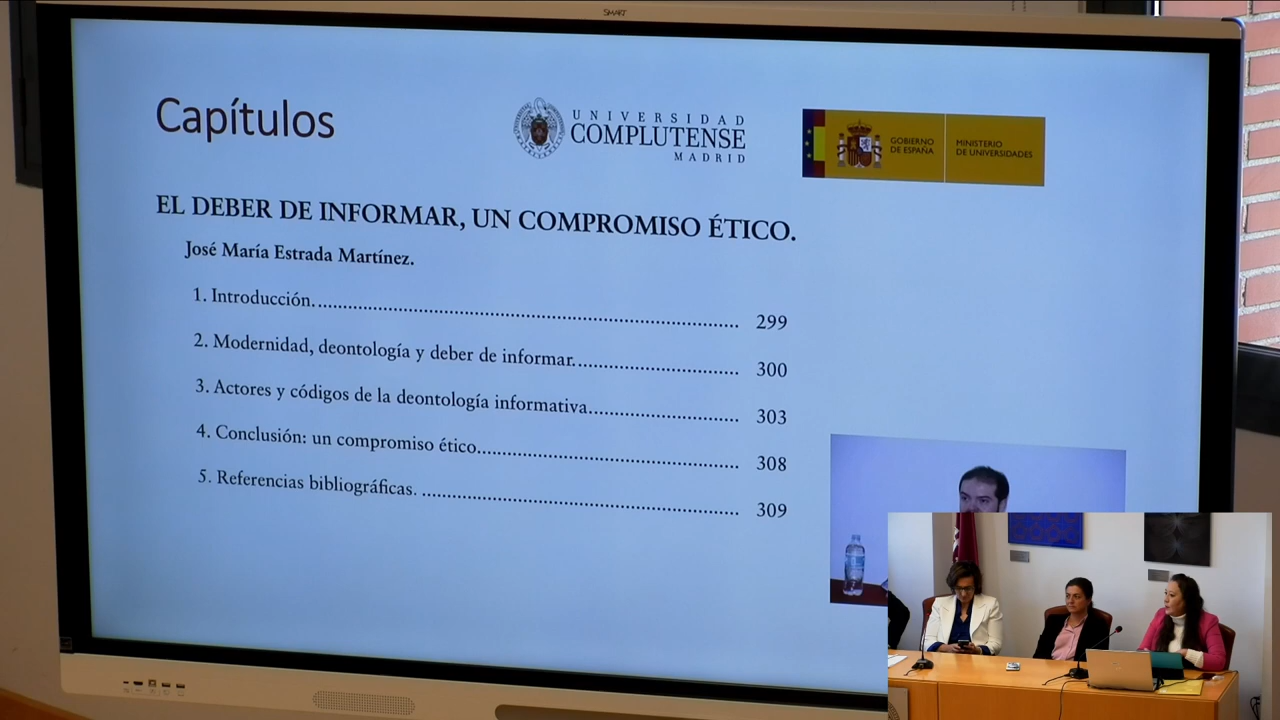 SMART
Capítulos
UNIVERSIDAD
COMPLUTENSE
MADRID
GOBIERNO
DE ESPAÑA
MINISTERIO
DE UNIVERSIDADES
EL DEBER DE INFORMAR, UN COMPROMISO ÉTICO.
José María Estrada Martínez.
1. Introducción. 299
2. Modernidad, deontología y deber de informar. 300
3. Actores y códigos de la deontología informativa. 303
4. Conclusión: un compromiso ético. 308
5. Referencias bibliográficas. 309